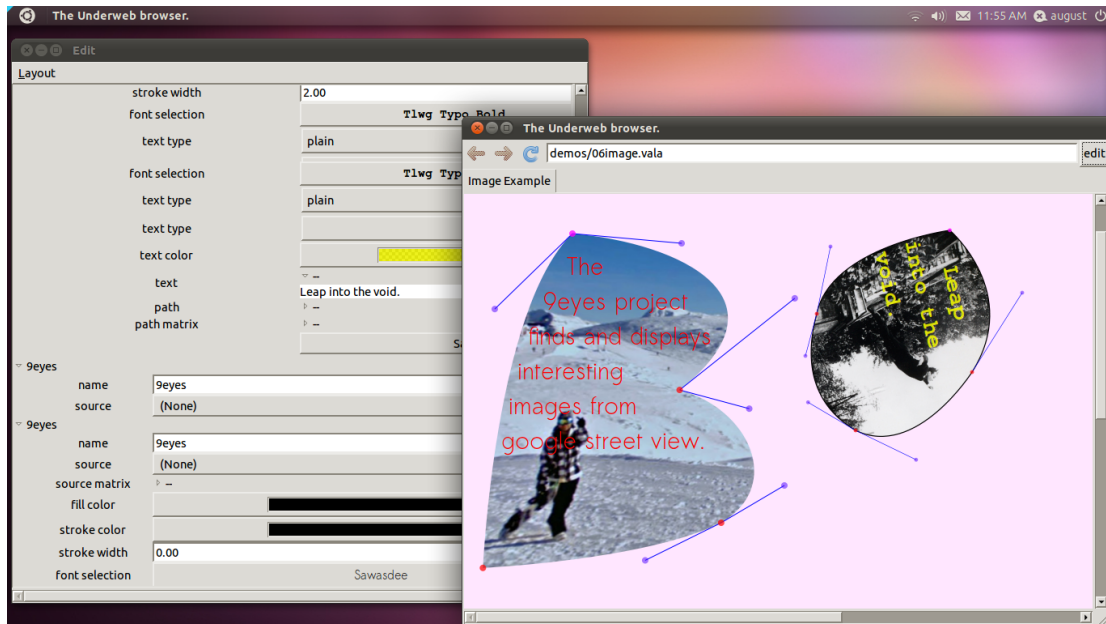 The Underweb browser.
11:55 AM
august
Edit
Layout
stroke width
2.00
font selection
Tlwg Typo Bold
text type
plain
font selection
Tlwg Typ
text type
plain
text type
text color
text
--
Leap into the void.
path
--
path matrix
--
9eyes
name
9eyes
source
(None)
9eyes
name
9eyes
source
(None)
source matrix
--
fill color
stroke color
stroke width
0.00
font selection
Sawasdee
The Underweb browser.
demos/06image.vala
edit
Image Example
The
9eyes project
finds and displays
interesting
images from
google street view.
Leap
into the
void.